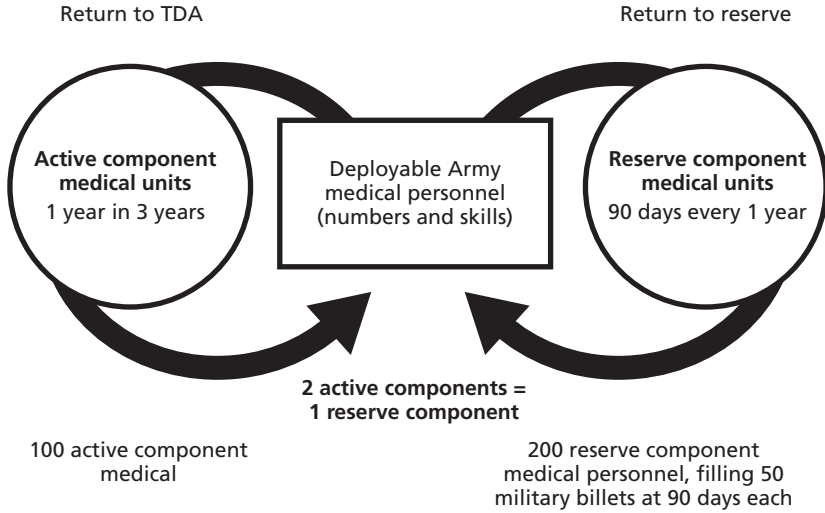 Return to TDA
Return to reserve
Active component
medical units
1 year in 3 years
Deployable Army
medical personnel
(numbers and skills)
Reserve component
medical units
90 days every 1 year
2 active components =
1 reserve component
100 active component
medical
200 reserve component
medical personnel, filling 50
military billets at 90 days each